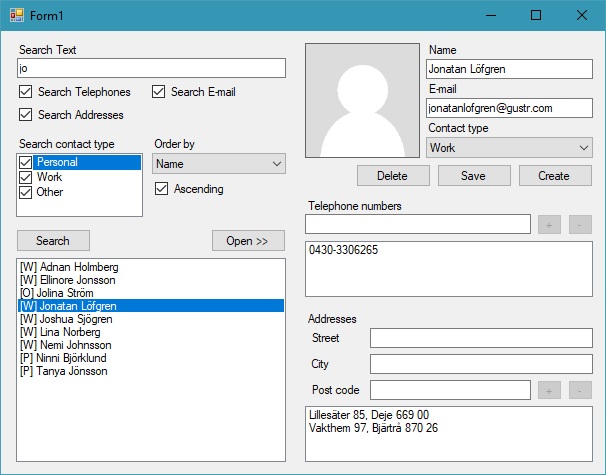 Form1
Search Text
jo
Search Telephones
Search E-mail
Search Addresses
Search contact type
Personal
Work
Other
Order by
Name
Ascending
Search
Open >>
[W] Adnan Holmberg
[W] Ellinore Jonsson
[O] Jolina Ström
[W] Jonatan Löfgren
[W] Joshua Sjögren
[W] Lina Norberg
[W] Nemi Johnsson
[P] Ninni Björklund
[P] Tanya Jönsson
Name
Jonatan Löfgren
E-mail
jonatanlofgren@gustr.com
Contact type
Work
Delete
Save
Create
Telephone numbers
+
-
0430-3306265
Addresses
Street
City
Post code
+
-
Lillesäter 85, Deje 669 00
Vakthem 97, Bjärtrå 870 26